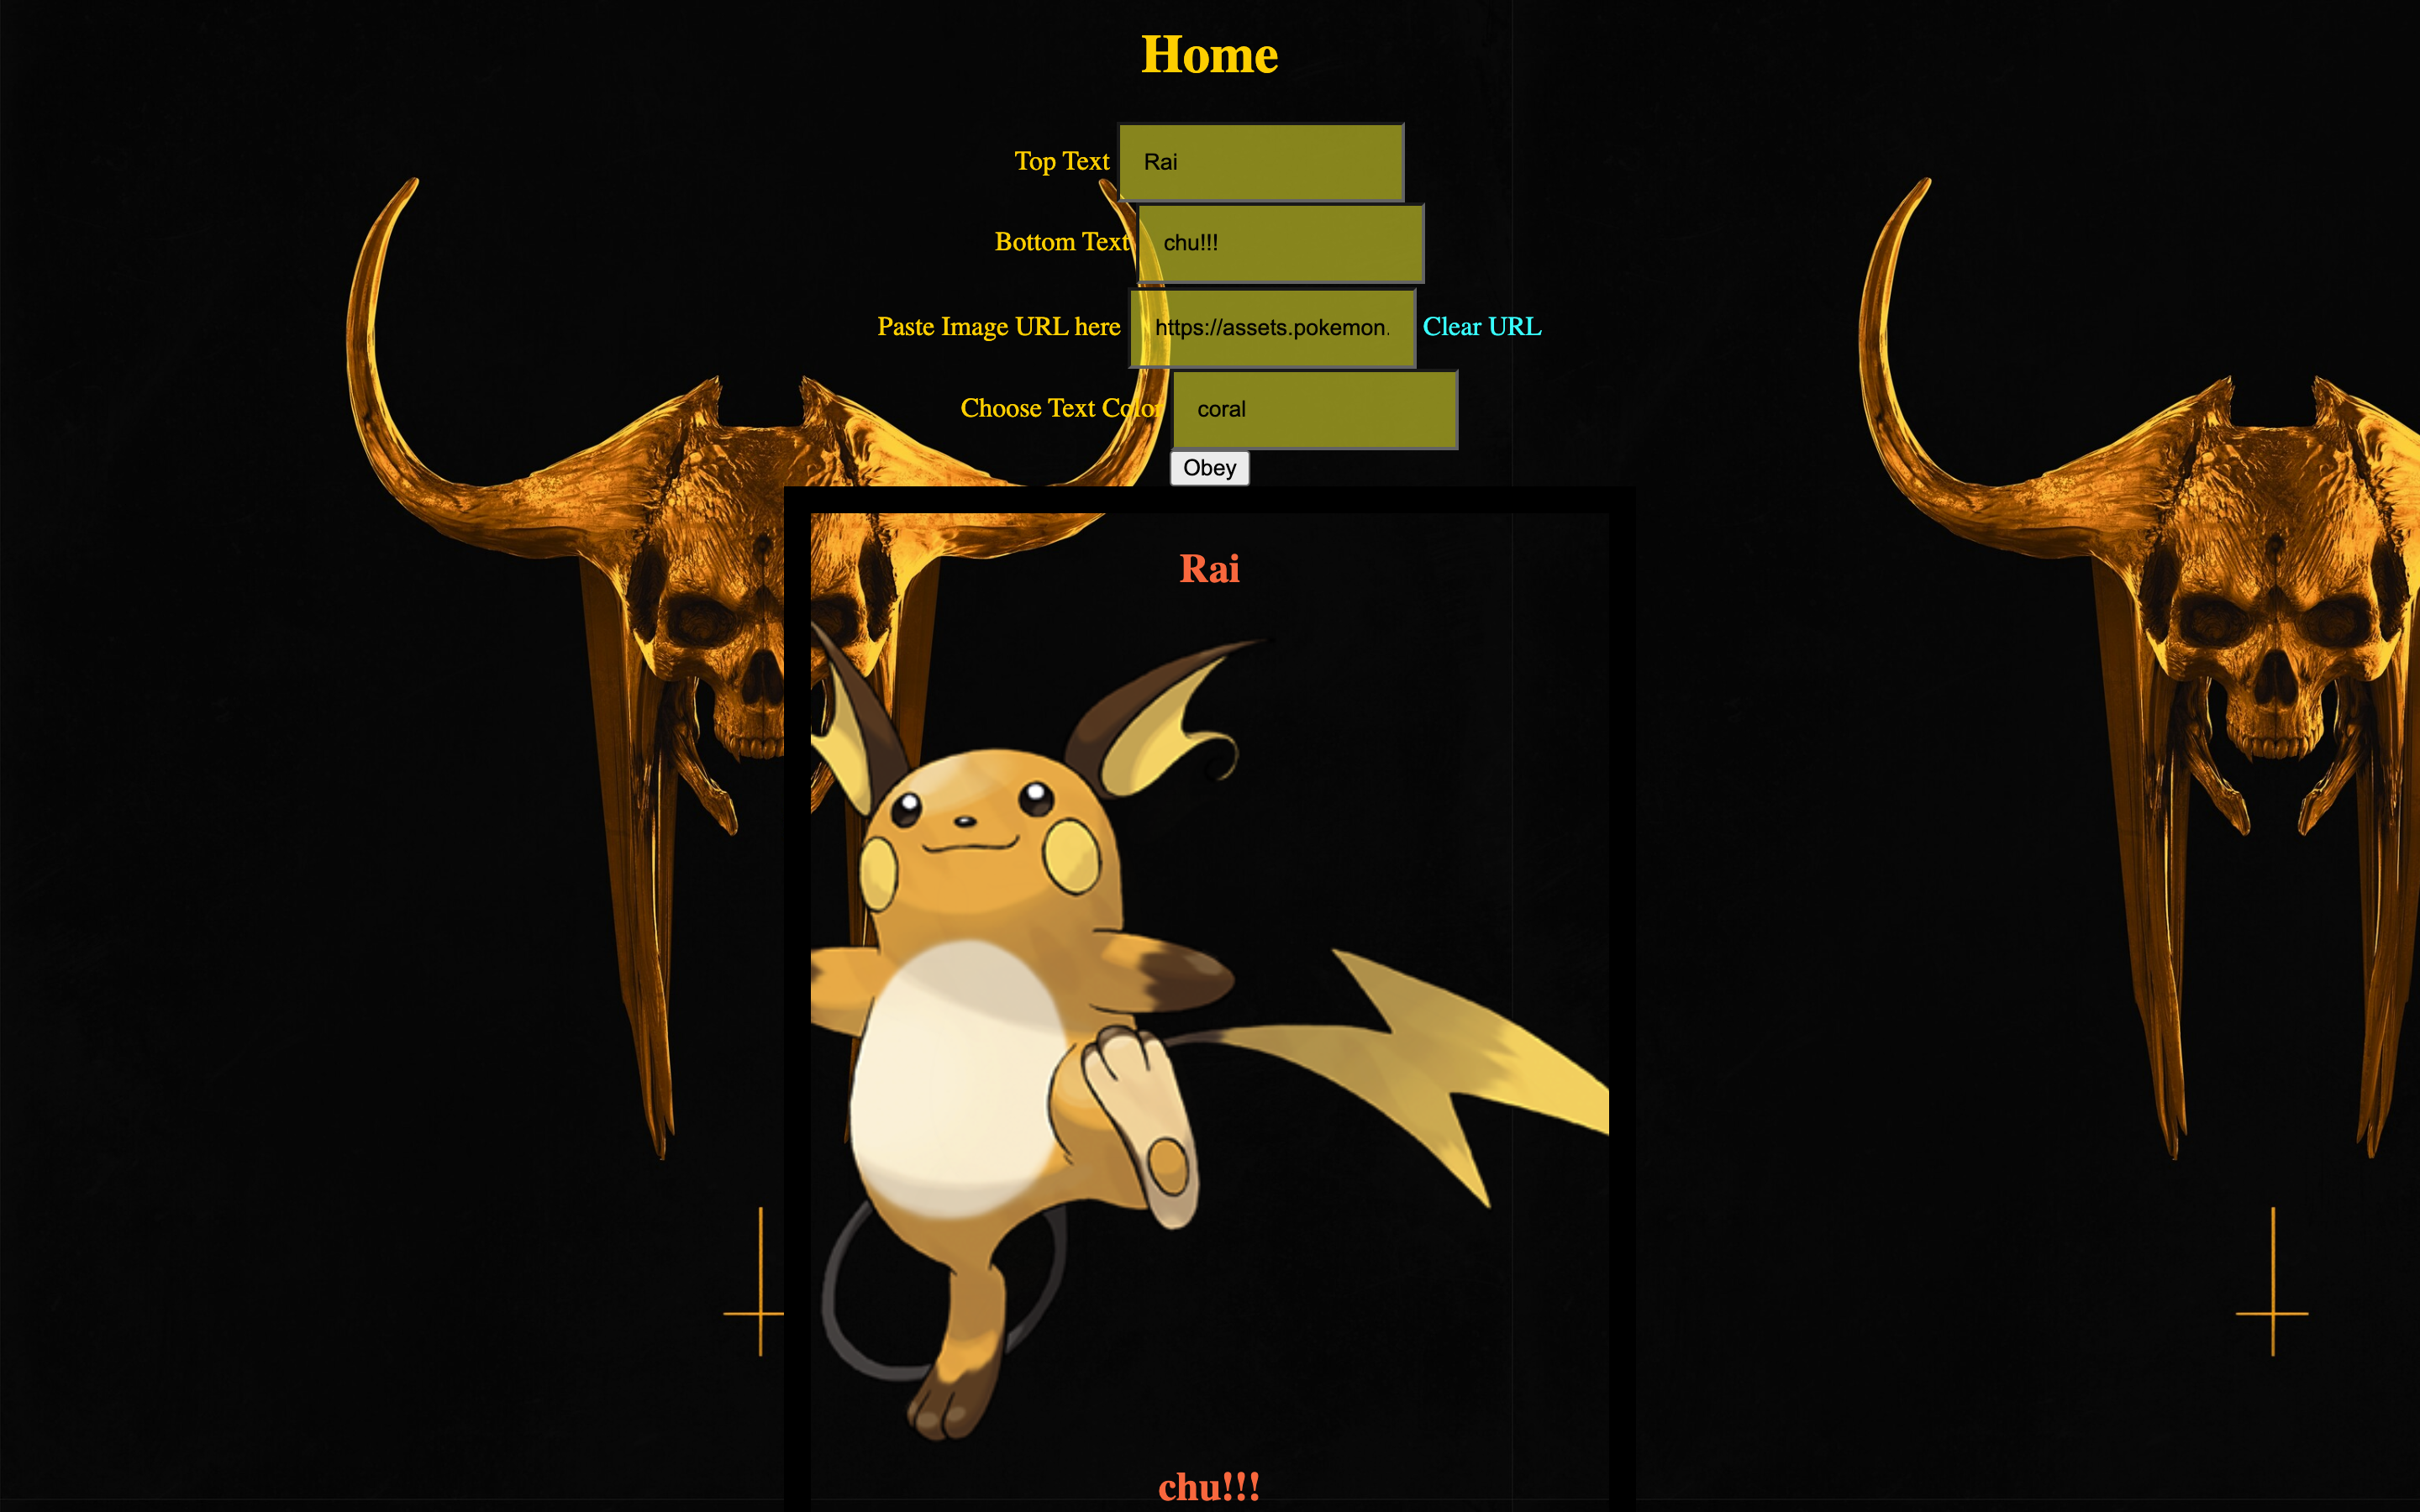 Home
Top Text Rai
Bottom Text chu!!!
Paste Image URL here https://assets.pokemon. Clear URL
Choose Text Color coral
Obey
Rai
chu!!!